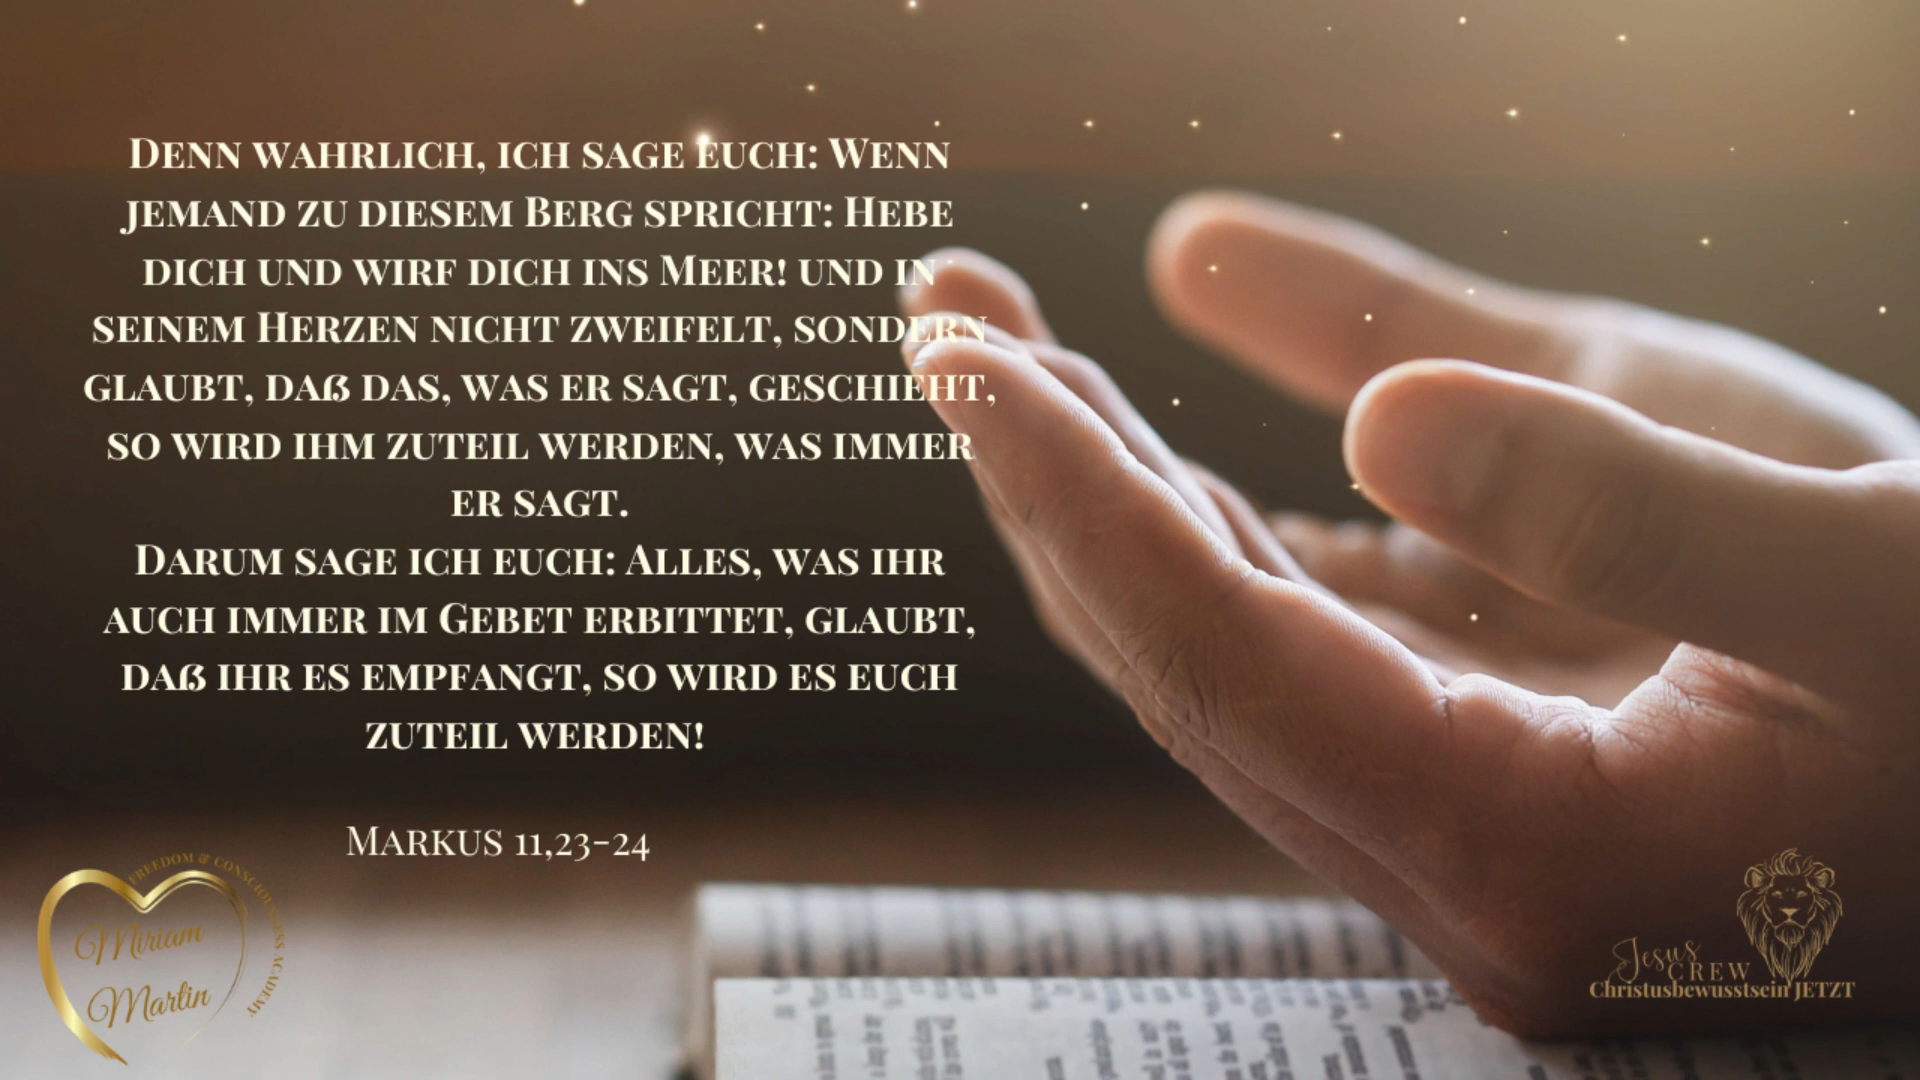 Denn wahrlich, ich sage euch: Wenn
jemand zu diesem Berg spricht: Hebe
dich und wirf dich ins Meer! und in
seinem Herzen nicht zweifelt, sondern
glaubt, daß das, was er sagt, geschieht,
so wird ihm zuteil werden, was immer
er sagt.
Darum sage ich euch: Alles, was ihr
auch immer im Gebet erbittet, glaubt,
daß ihr es empfangt, so wird es euch
zuteil werden!
Markus 11,23-24
FREEDOM & CONSCIOUSNESS ACADEMY
Miriam
Martin
Jesus
CREW
Christusbewusstsein JETZT